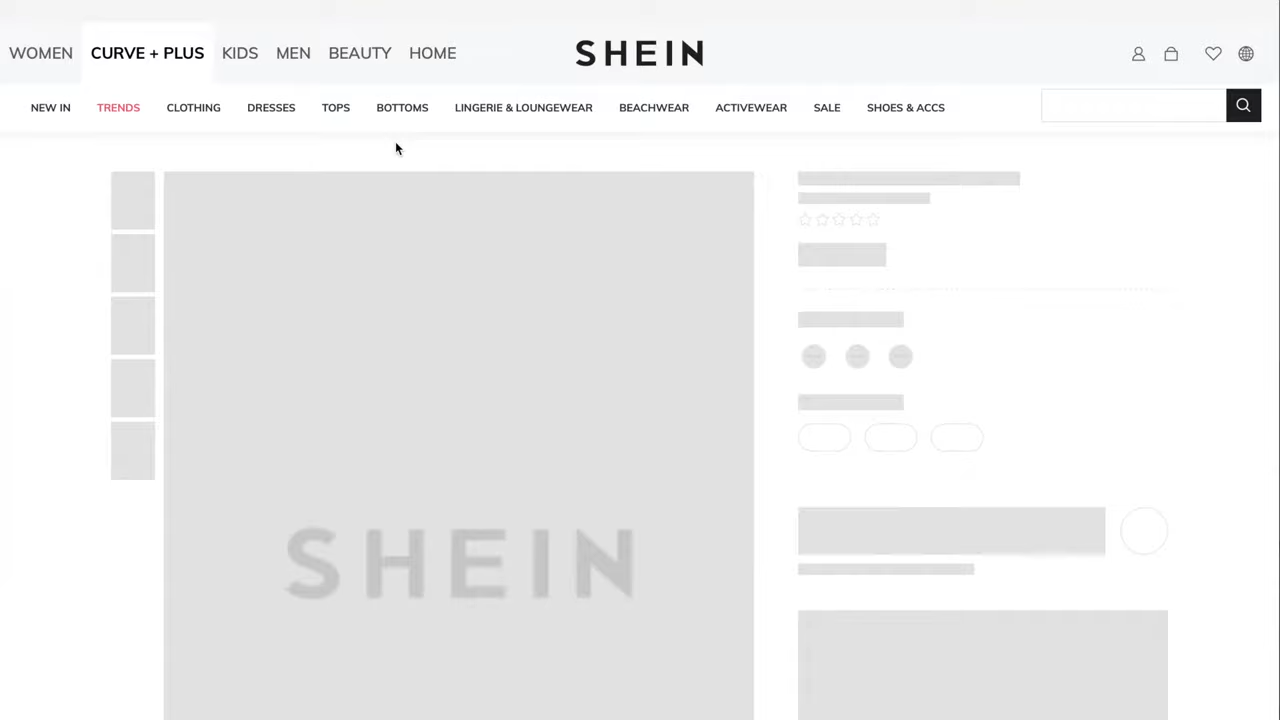 WOMEN CURVE + PLUS KIDS MEN BEAUTY HOME SHEIN
NEW IN TRENDS CLOTHING DRESSES TOPS BOTTOMS LINGERIE & LOUNGEWEAR BEACHWEAR ACTIVEWEAR SALE SHOES & ACCS
SHEIN